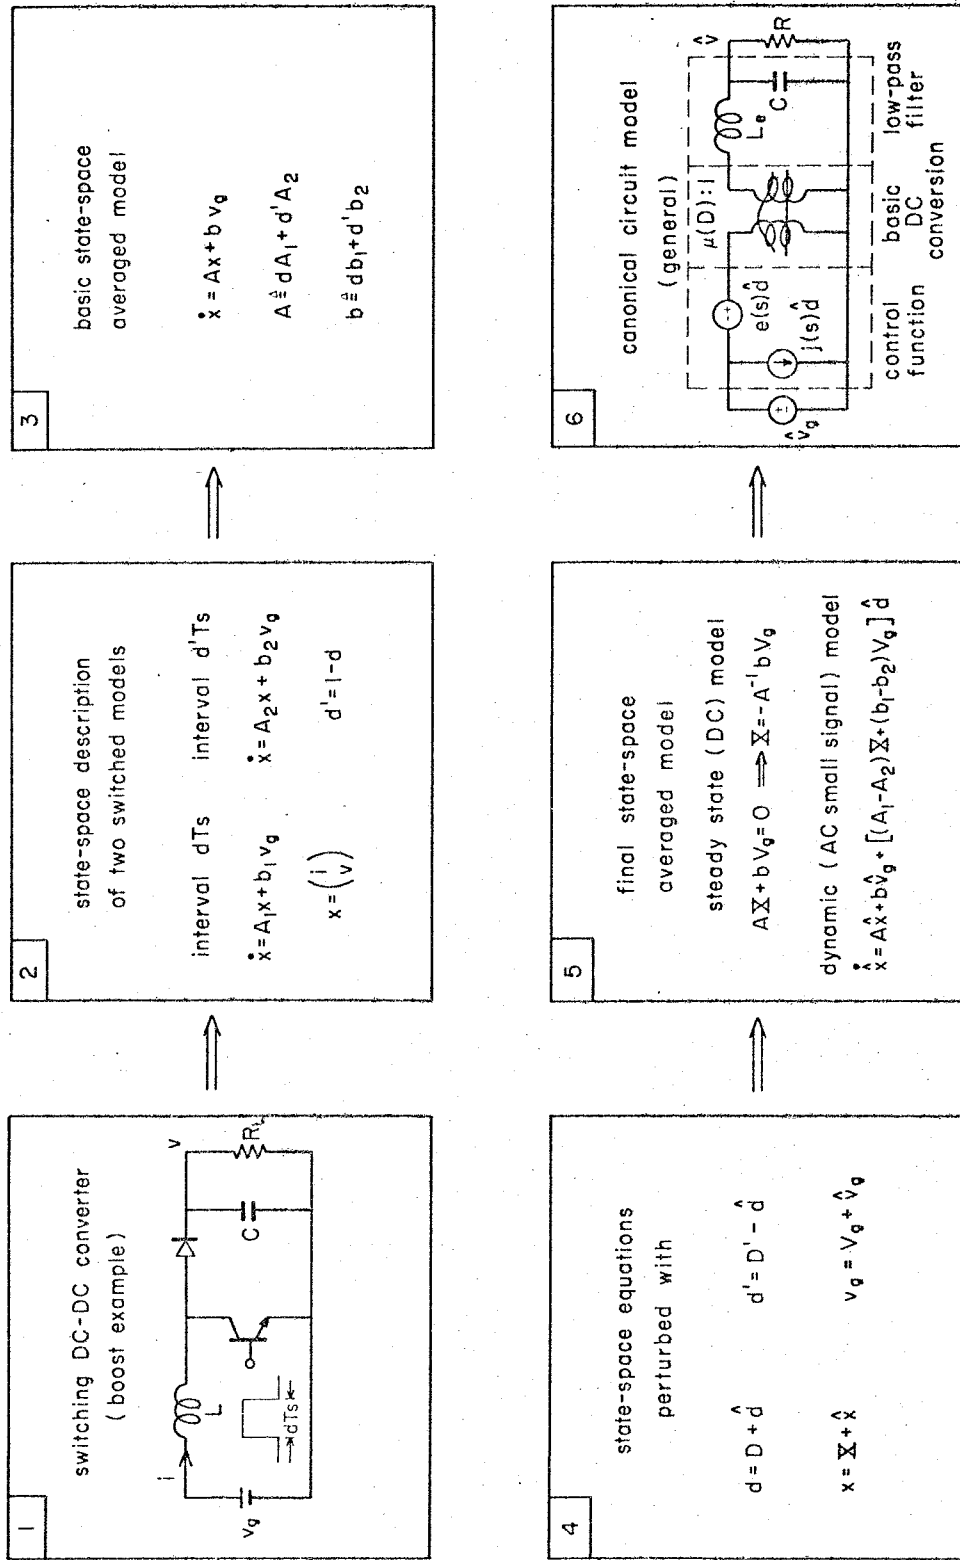 1
switching DC-DC converter
(boost example)
i
L
v
vg
dTs
C
R
2
state-space description
of two switched models
interval dTs interval d'Ts
ẋ = A₁x + b₁vg ẋ = A₂x + b₂vg
x = (i v) d' = 1-d
3
basic state-space
averaged model
ẋ = Ax + b vg
A ≜ dA₁ + d'A₂
b ≜ db₁ + d'b₂
4
state-space equations
perturbed with
d = D + d̂ d' = D' - d̂
x = X + x̂ vg = Vg + v̂g
5
final state-space
averaged model
steady state (DC) model
AX + bVg = 0 ⟹ X = -A⁻¹bVg
dynamic (AC small signal) model
x̂̇ = Ax̂ + bv̂g + [(A₁-A₂)X + (b₁-b₂)Vg] d̂
6
canonical circuit model
(general)
μ(D):1
v̂
v̂g
±
-+
e(s)d̂
j(s)d̂
Le
C
R
control
function
basic
DC
conversion
low-pass
filter